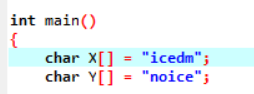 int main()
{
char X[] = "icedm";
char Y[] = "noice";